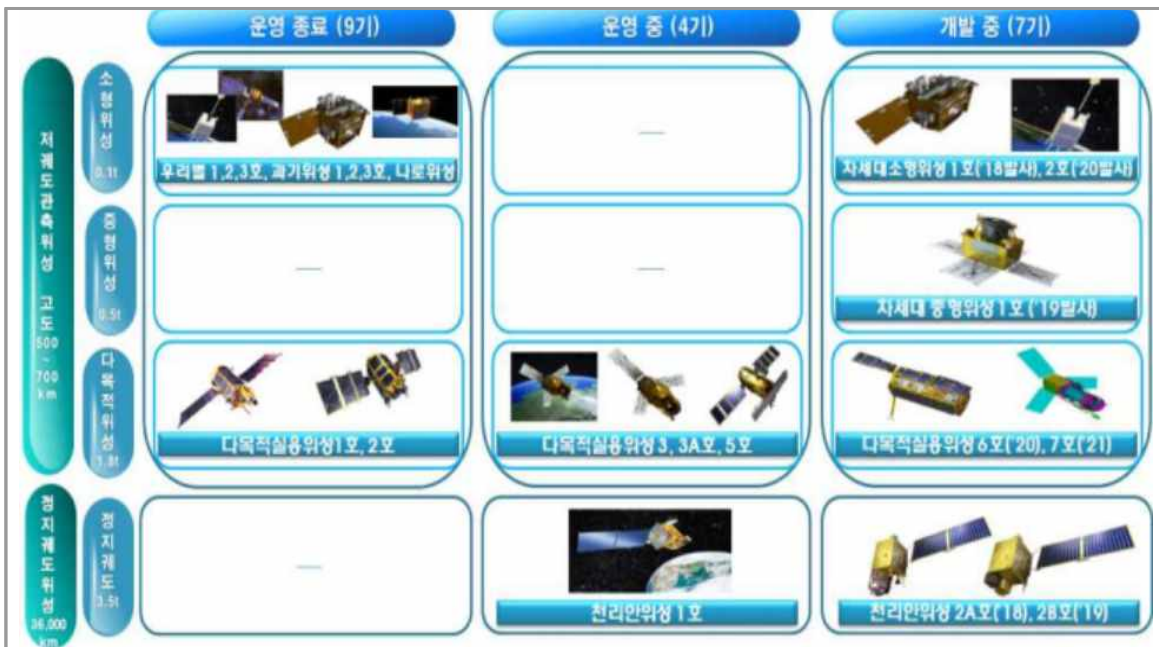 운영 종료 (9기)
운영 중 (4기)
개발 중 (7기)
저궤도관측위성 고도 500~700km
소형위성 0.1t
우리별 1,2,3호, 과기위성 1,2,3호, 나로위성
—
차세대소형위성 1호('18발사), 2호('20발사)
중형위성 0.5t
—
—
차세대 중형위성 1호 ('19발사)
다목적위성 1.8t
다목적실용위성1호, 2호
다목적실용위성 3, 3A호, 5호
다목적실용위성 6호('20), 7호('21)
정지궤도위성 36,000km
정지궤도 3.5t
—
천리안위성 1호
천리안위성 2A호('18), 2B호('19)